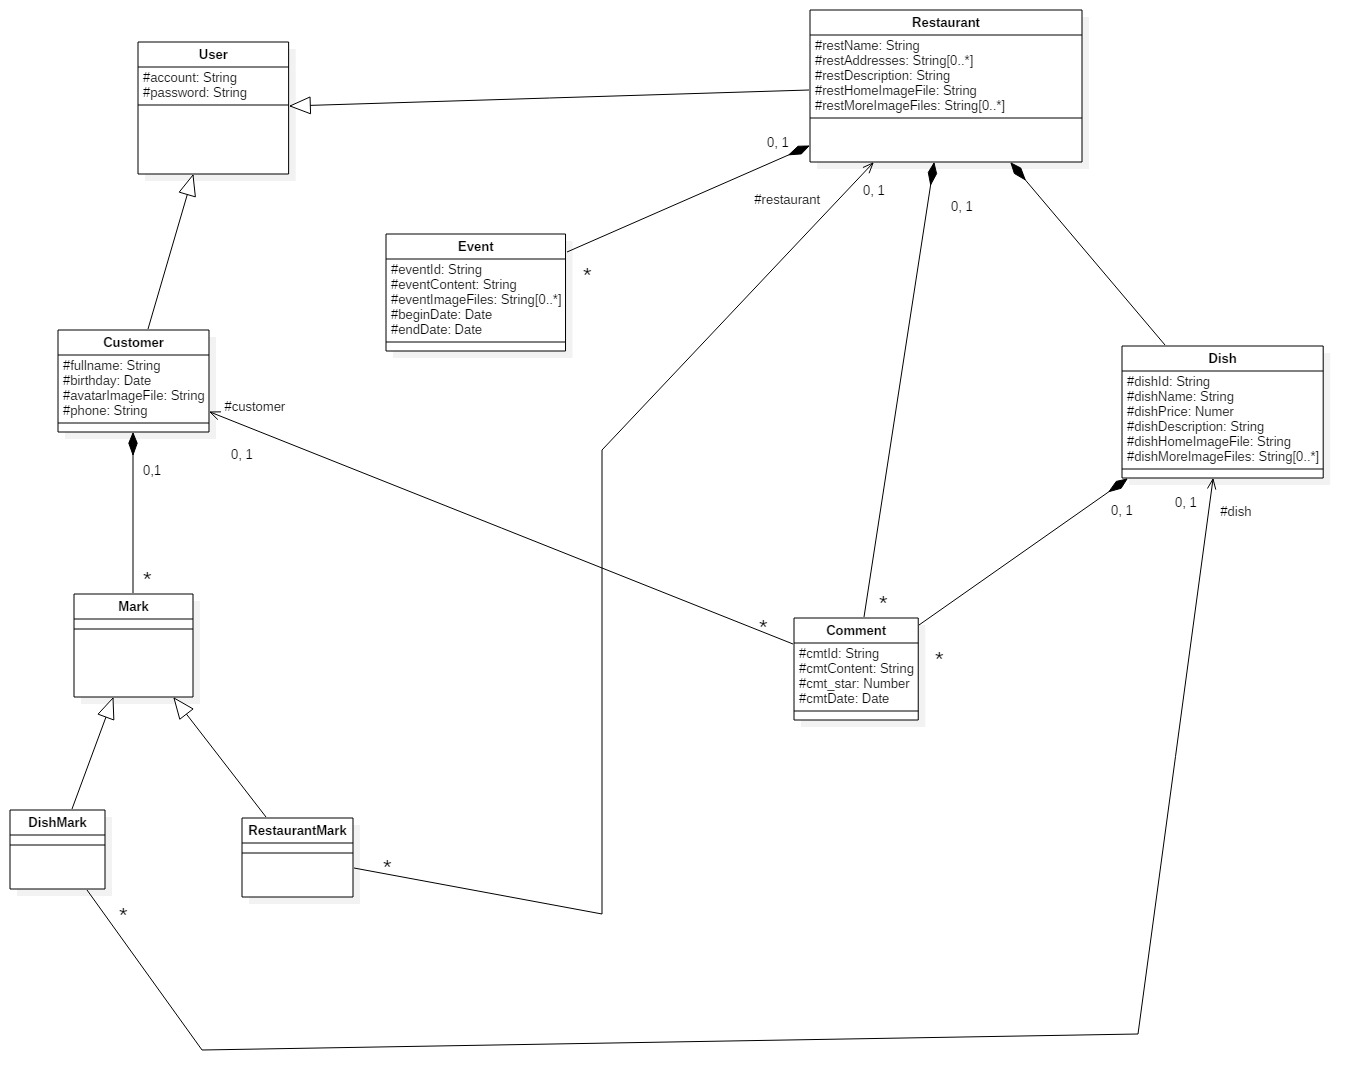 User
#account: String
#password: String
Restaurant
#restName: String
#restAddresses: String[0..*]
#restDescription: String
#restHomeImageFile: String
#restMoreImageFiles: String[0..*]
0, 1
#restaurant
0, 1
0, 1
Event
#eventId: String
#eventContent: String
#eventImageFiles: String[0..*]
#beginDate: Date
#endDate: Date
*
Customer
#fullname: String
#birthday: Date
#avatarImageFile: String
#phone: String
#customer
0, 1
0,1
Dish
#dishId: String
#dishName: String
#dishPrice: Numer
#dishDescription: String
#dishHomeImageFile: String
#dishMoreImageFiles: String[0..*]
0, 1
0, 1
#dish
*
Mark
*
*
*
Comment
#cmtId: String
#cmtContent: String
#cmt_star: Number
#cmtDate: Date
DishMark
RestaurantMark
*
*